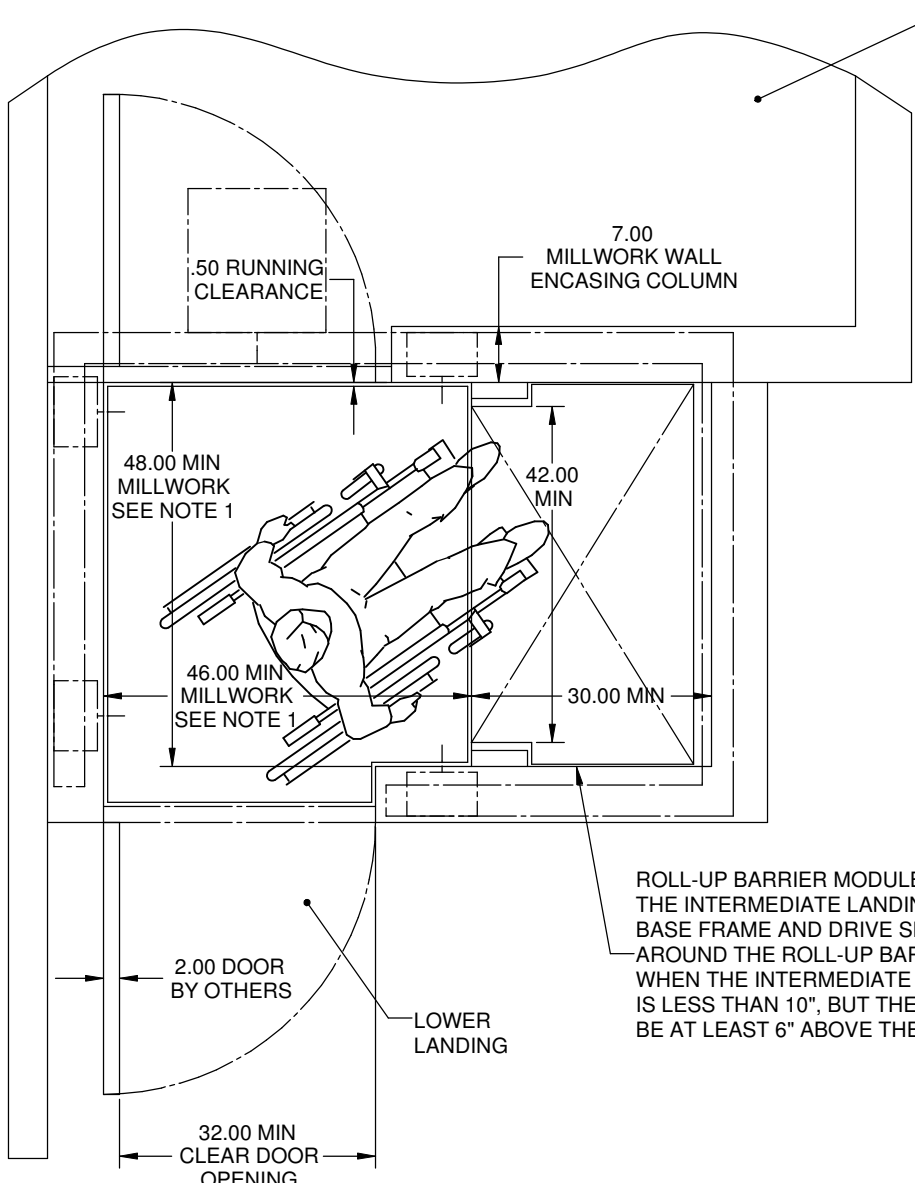 .50 RUNNING
CLEARANCE
7.00
MILLWORK WALL
ENCASING COLUMN
48.00 MIN
MILLWORK
SEE NOTE 1
42.00
MIN
46.00 MIN
MILLWORK
SEE NOTE 1
30.00 MIN
ROLL-UP BARRIER MODULE
THE INTERMEDIATE LANDIN
BASE FRAME AND DRIVE S
AROUND THE ROLL-UP BAR
WHEN THE INTERMEDIATE
IS LESS THAN 10", BUT THE
BE AT LEAST 6" ABOVE THE
2.00 DOOR
BY OTHERS
LOWER
LANDING
32.00 MIN
CLEAR DOOR
OPENING